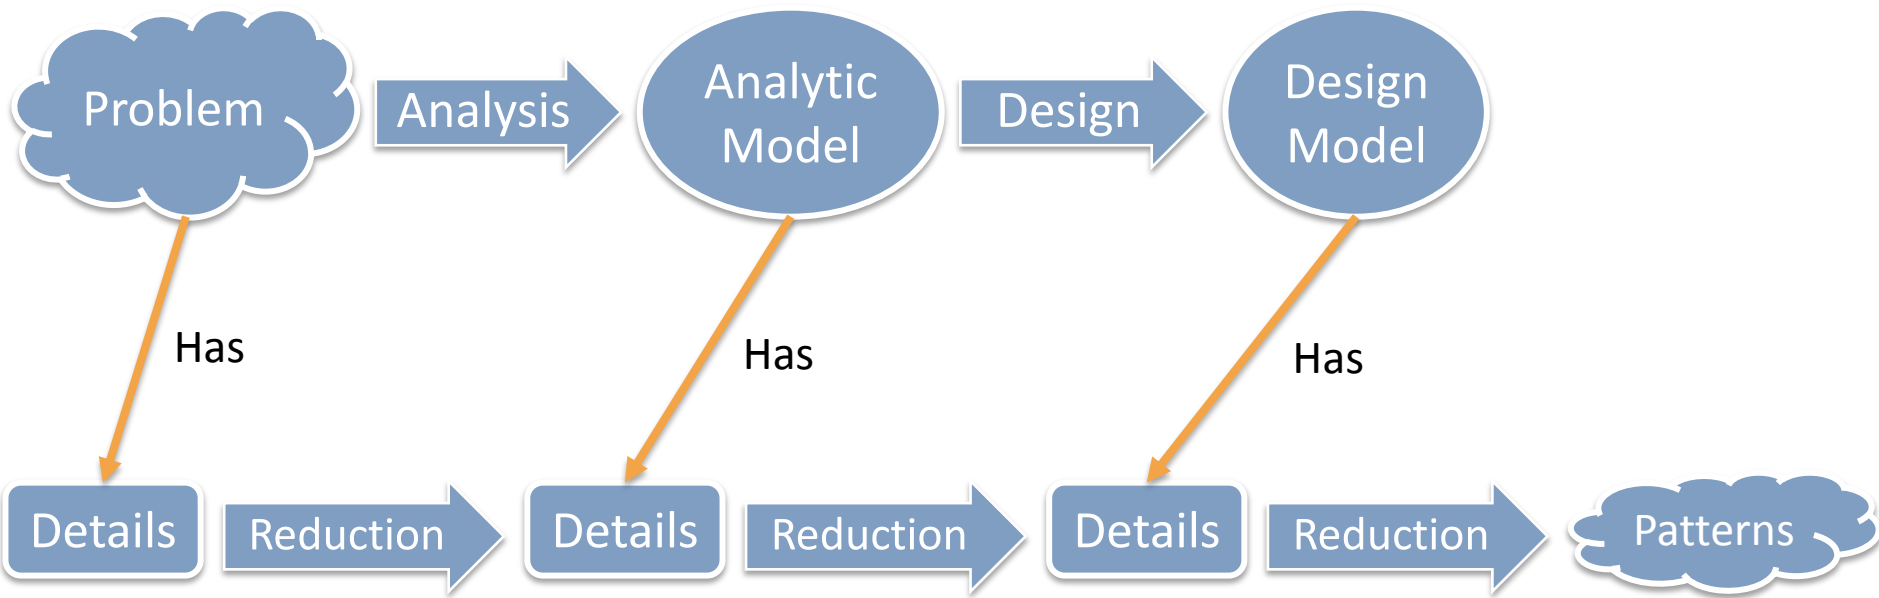 Problem
Analysis
Analytic
Model
Design
Design
Model
Has
Has
Has
Details
Reduction
Details
Reduction
Details
Reduction
Patterns